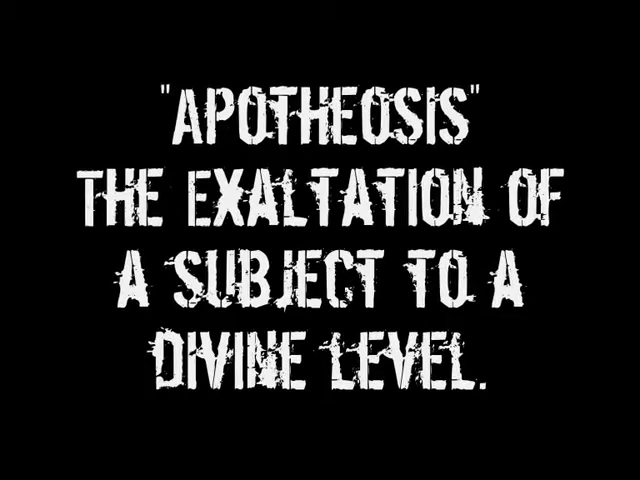 "APOTHEOSIS"
THE EXALTATION OF
A SUBJECT TO A
DIVINE LEVEL.